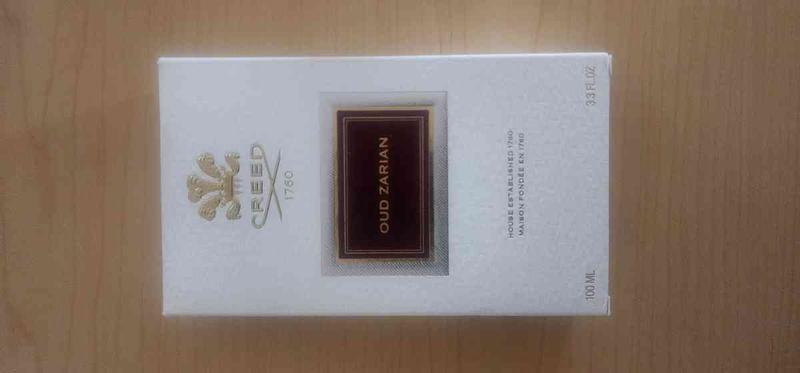 CREED
1760
OUD ZARIAN
HOUSE ESTABLISHED 1760
MAISON FONDÉE EN 1760
100 ML
3.3 FL.OZ